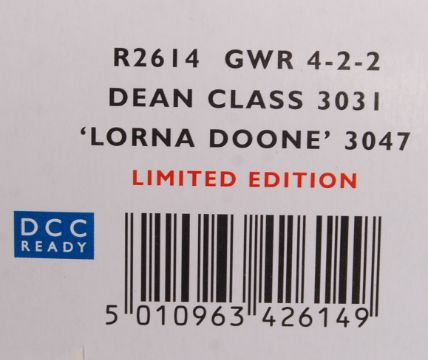 R2614 GWR 4-2-2
DEAN CLASS 3031
‘LORNA DOONE’ 3047
LIMITED EDITION
DCC
READY
5 010963 426149